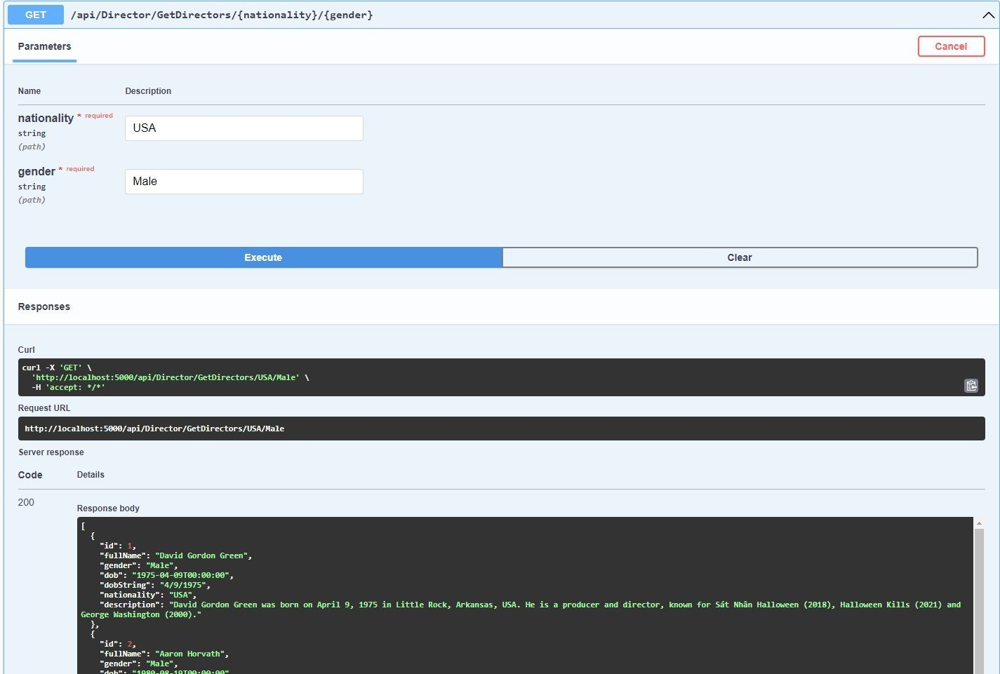 GET /api/Director/GetDirectors/{nationality}/{gender}
Parameters
Cancel
Name Description
nationality * required
string
(path)
USA
gender * required
string
(path)
Male
Execute Clear
Responses
Curl
curl -X 'GET' \
'http://localhost:5000/api/Director/GetDirectors/USA/Male' \
-H 'accept: */*'
Request URL
http://localhost:5000/api/Director/GetDirectors/USA/Male
Server response
Code Details
200
Response body
[
{
"id": 1,
"fullName": "David Gordon Green",
"gender": "Male",
"dob": "1975-04-09T00:00:00",
"dobString": "4/9/1975",
"nationality": "USA",
"description": "David Gordon Green was born on April 9, 1975 in Little Rock, Arkansas, USA. He is a producer and director, known for Sát Nhân Halloween (2018), Halloween Kills (2021) and
George Washington (2000)."
},
{
"id": 2,
"fullName": "Aaron Horvath",
"gender": "Male",
"dob": "1980-08-19T00:00:00"